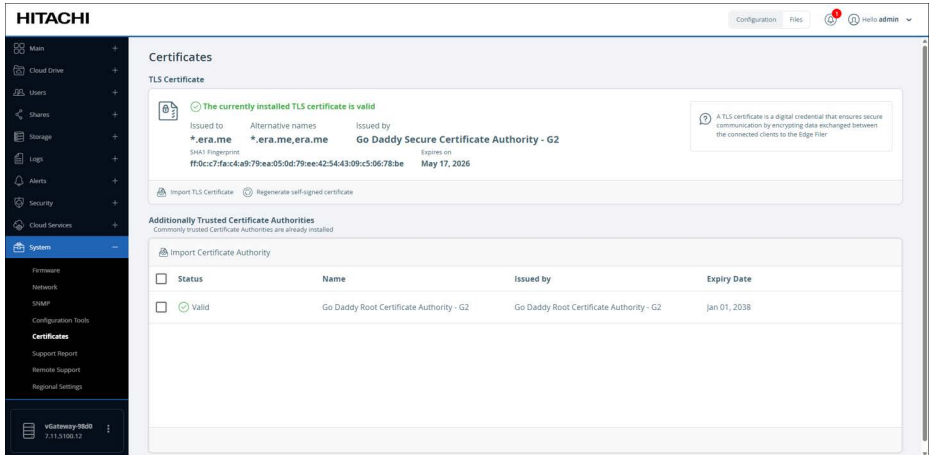 HITACHI
Configuration Files 1 Hello admin
Main
Cloud Drive
Users
Shares
Storage
Logs
Alerts
Security
Cloud Services
System
Firmware
Network
SNMP
Configuration Tools
Certificates
Support Report
Remote Support
Regional Settings
vGateway-98d0
7.11.5100.12
Certificates
TLS Certificate
The currently installed TLS certificate is valid
Issued to Alternative names Issued by
*.era.me *.era.me,era.me Go Daddy Secure Certificate Authority - G2
SHA1 Fingerprint Expires on
ff:0c:c7:fa:c4:a9:79:ea:05:0d:79:ee:42:54:43:09:c5:06:78:be May 17, 2026
A TLS certificate is a digital credential that ensures secure
communication by encrypting data exchanged between
the connected clients to the Edge Filer
Import TLS Certificate Regenerate self-signed certificate
Additionally Trusted Certificate Authorities
Commonly trusted Certificate Authorities are already installed
Import Certificate Authority
Status Name Issued by Expiry Date
Valid Go Daddy Root Certificate Authority - G2 Go Daddy Root Certificate Authority - G2 Jan 01, 2038